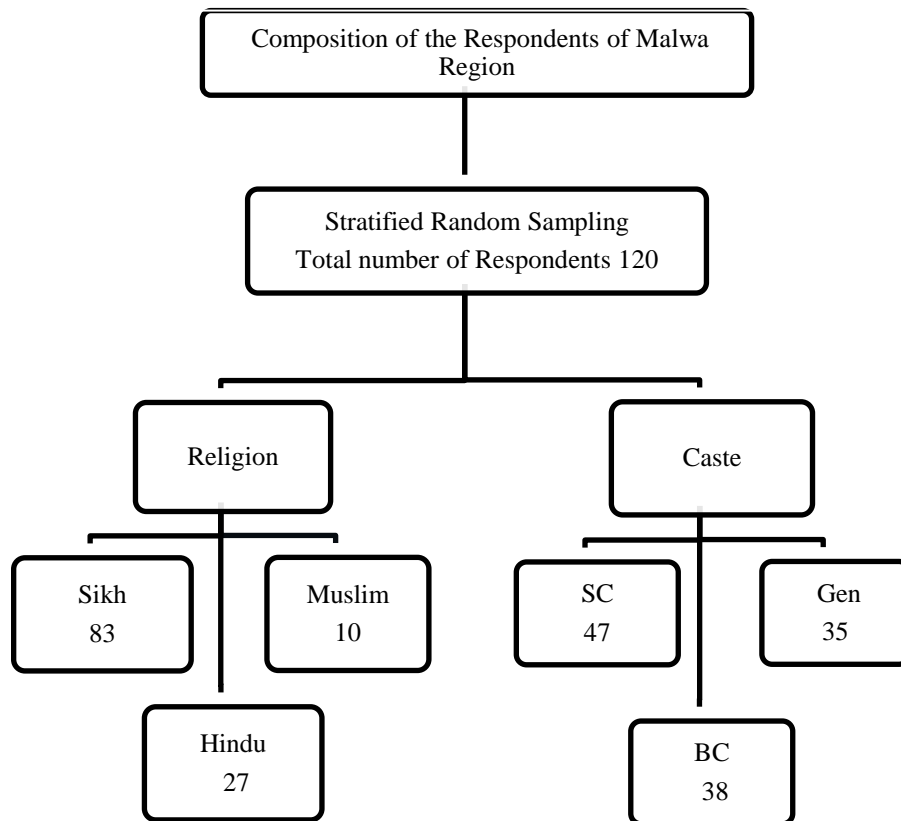 Composition of the Respondents of Malwa
Region
Stratified Random Sampling
Total number of Respondents 120
Religion
Caste
Sikh
83
Muslim
10
SC
47
Gen
35
Hindu
27
BC
38